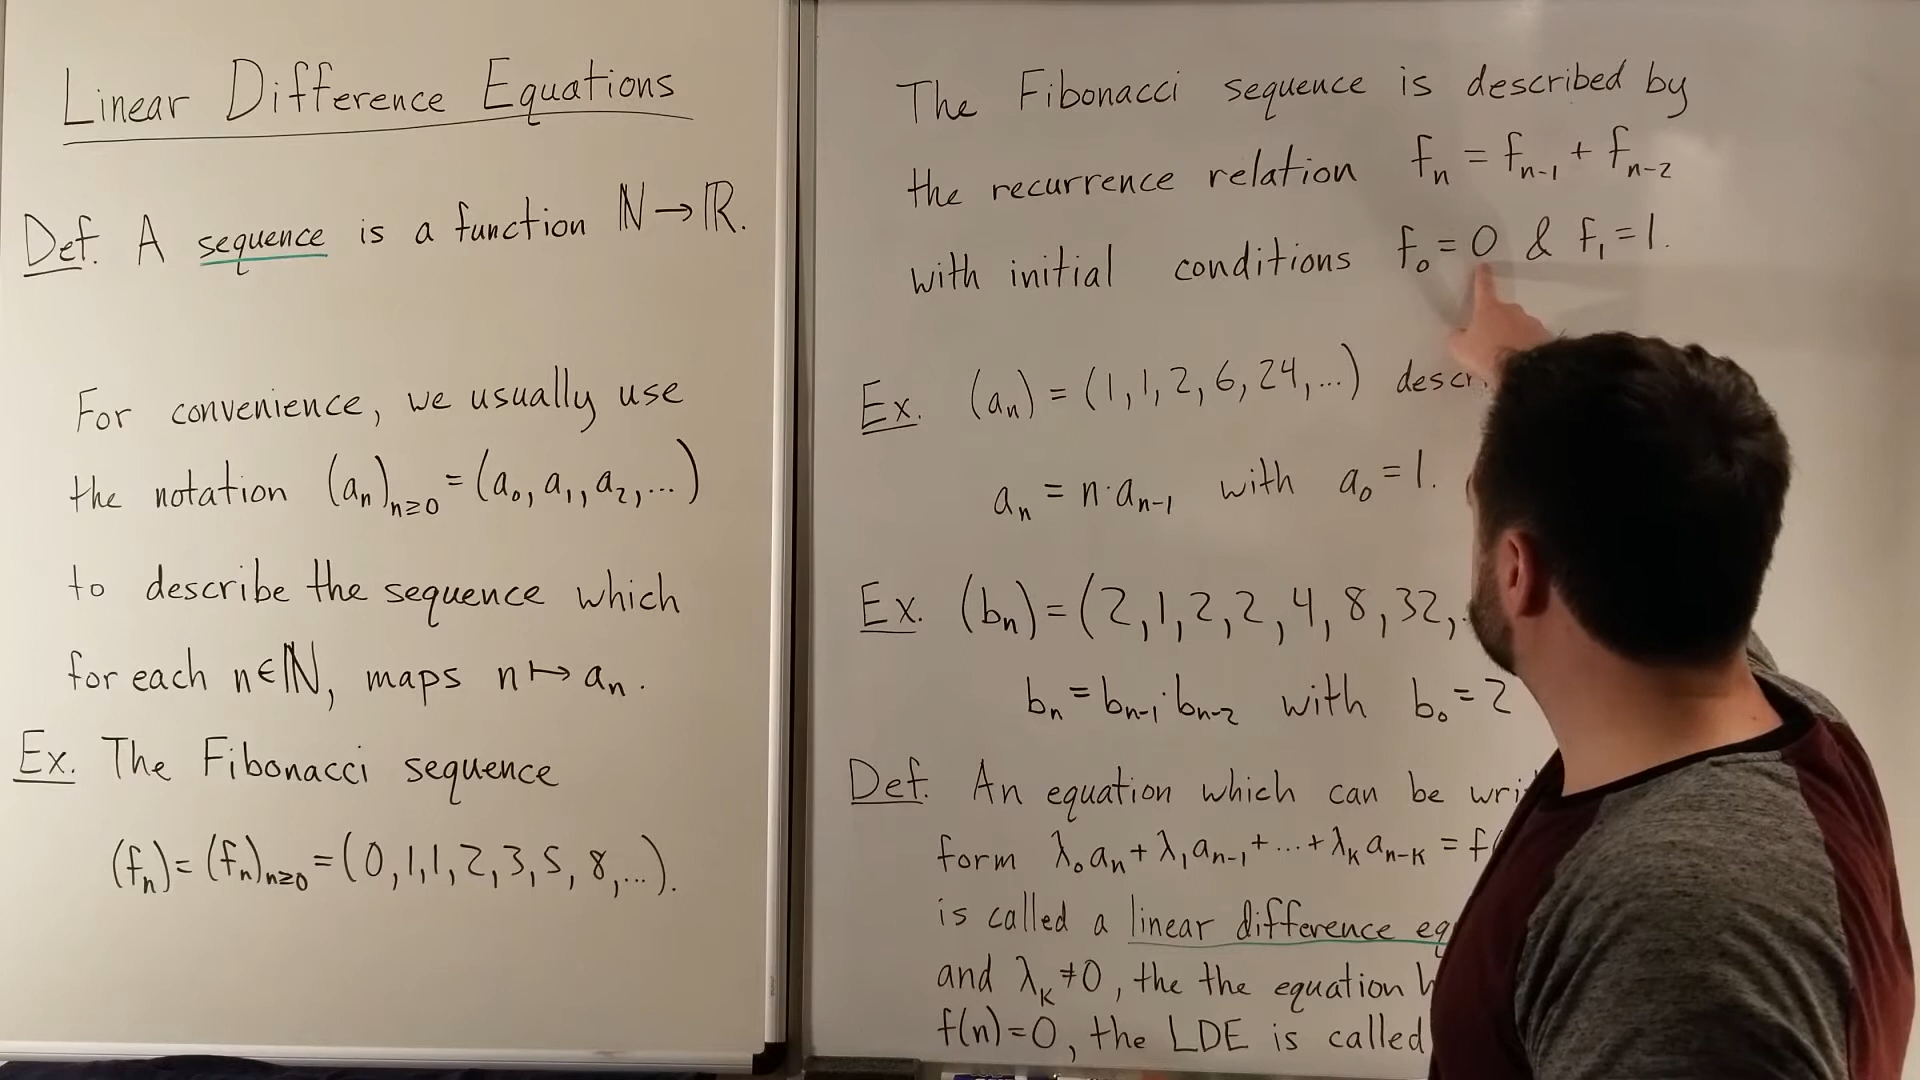 Linear Difference Equations
Def. A sequence is a function ℕ→ℝ.
For convenience, we usually use
the notation (aₙ)ₙ≥₀ = (a₀, a₁, a₂, ...)
to describe the sequence which
for each n∈ℕ, maps n ↦ aₙ.
Ex. The Fibonacci sequence
(fₙ) = (fₙ)ₙ≥₀ = (0,1,1,2,3,5,8,...).
The Fibonacci sequence is described by
the recurrence relation fₙ = fₙ₋₁ + fₙ₋₂
with initial conditions f₀ = 0 & f₁ = 1.
Ex. (aₙ) = (1,1,2,6,24,...)
aₙ = n·aₙ₋₁ with a₀ = 1.
Ex. (bₙ) = (2,1,2,2,4,8,32,
bₙ = bₙ₋₁·bₙ₋₂ with b₀ = 2
Def. An equation which can be
form λ₀aₙ + λ₁aₙ₋₁ + ... + λₖaₙ₋ₖ = f(
is called a linear difference
and λₖ ≠ 0, the the equation
f(n) = 0, the LDE is called